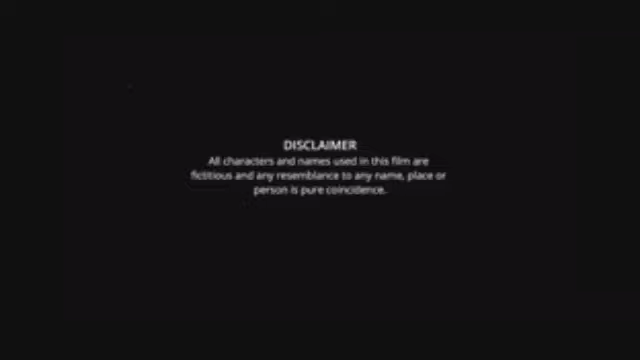 DISCLAIMER
All characters and names used in this film are
fictitious and any resemblance to any name, place or
person is pure coincidence.